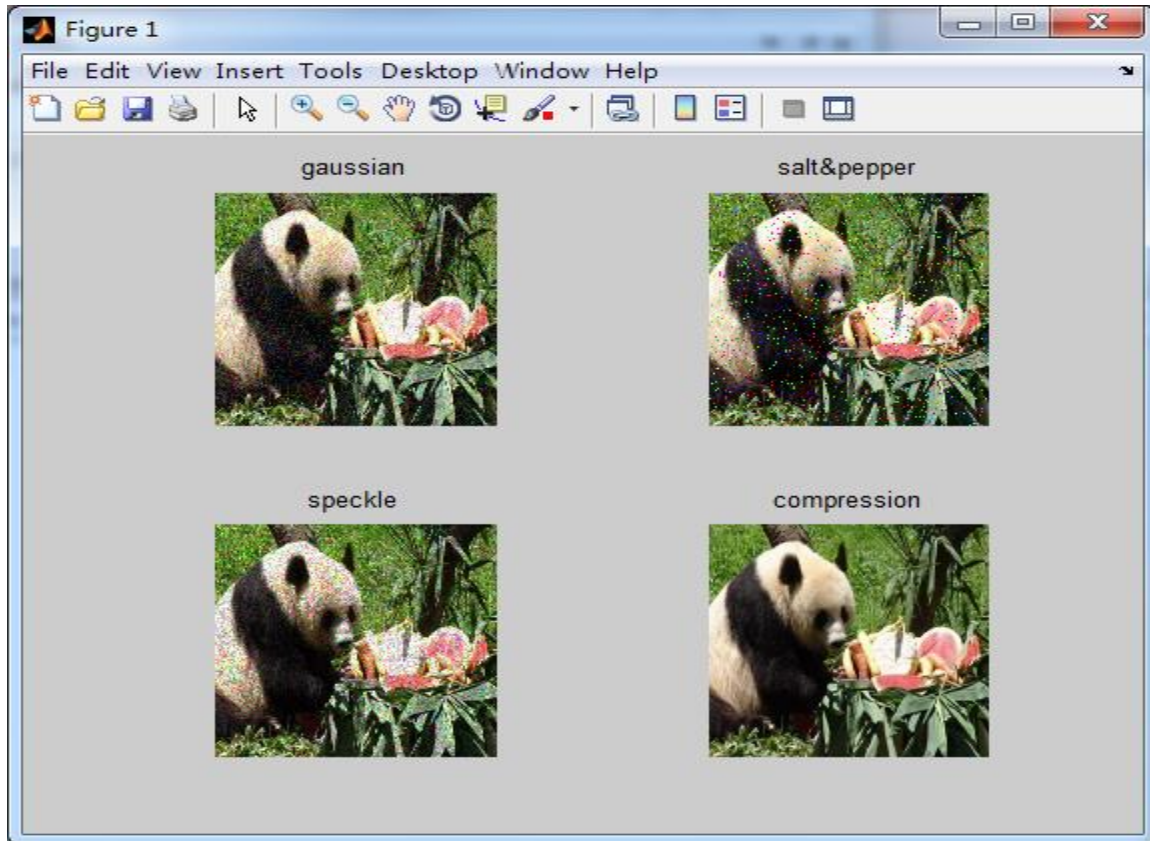 Figure 1
File Edit View Insert Tools Desktop Window Help
gaussian
salt&pepper
speckle
compression